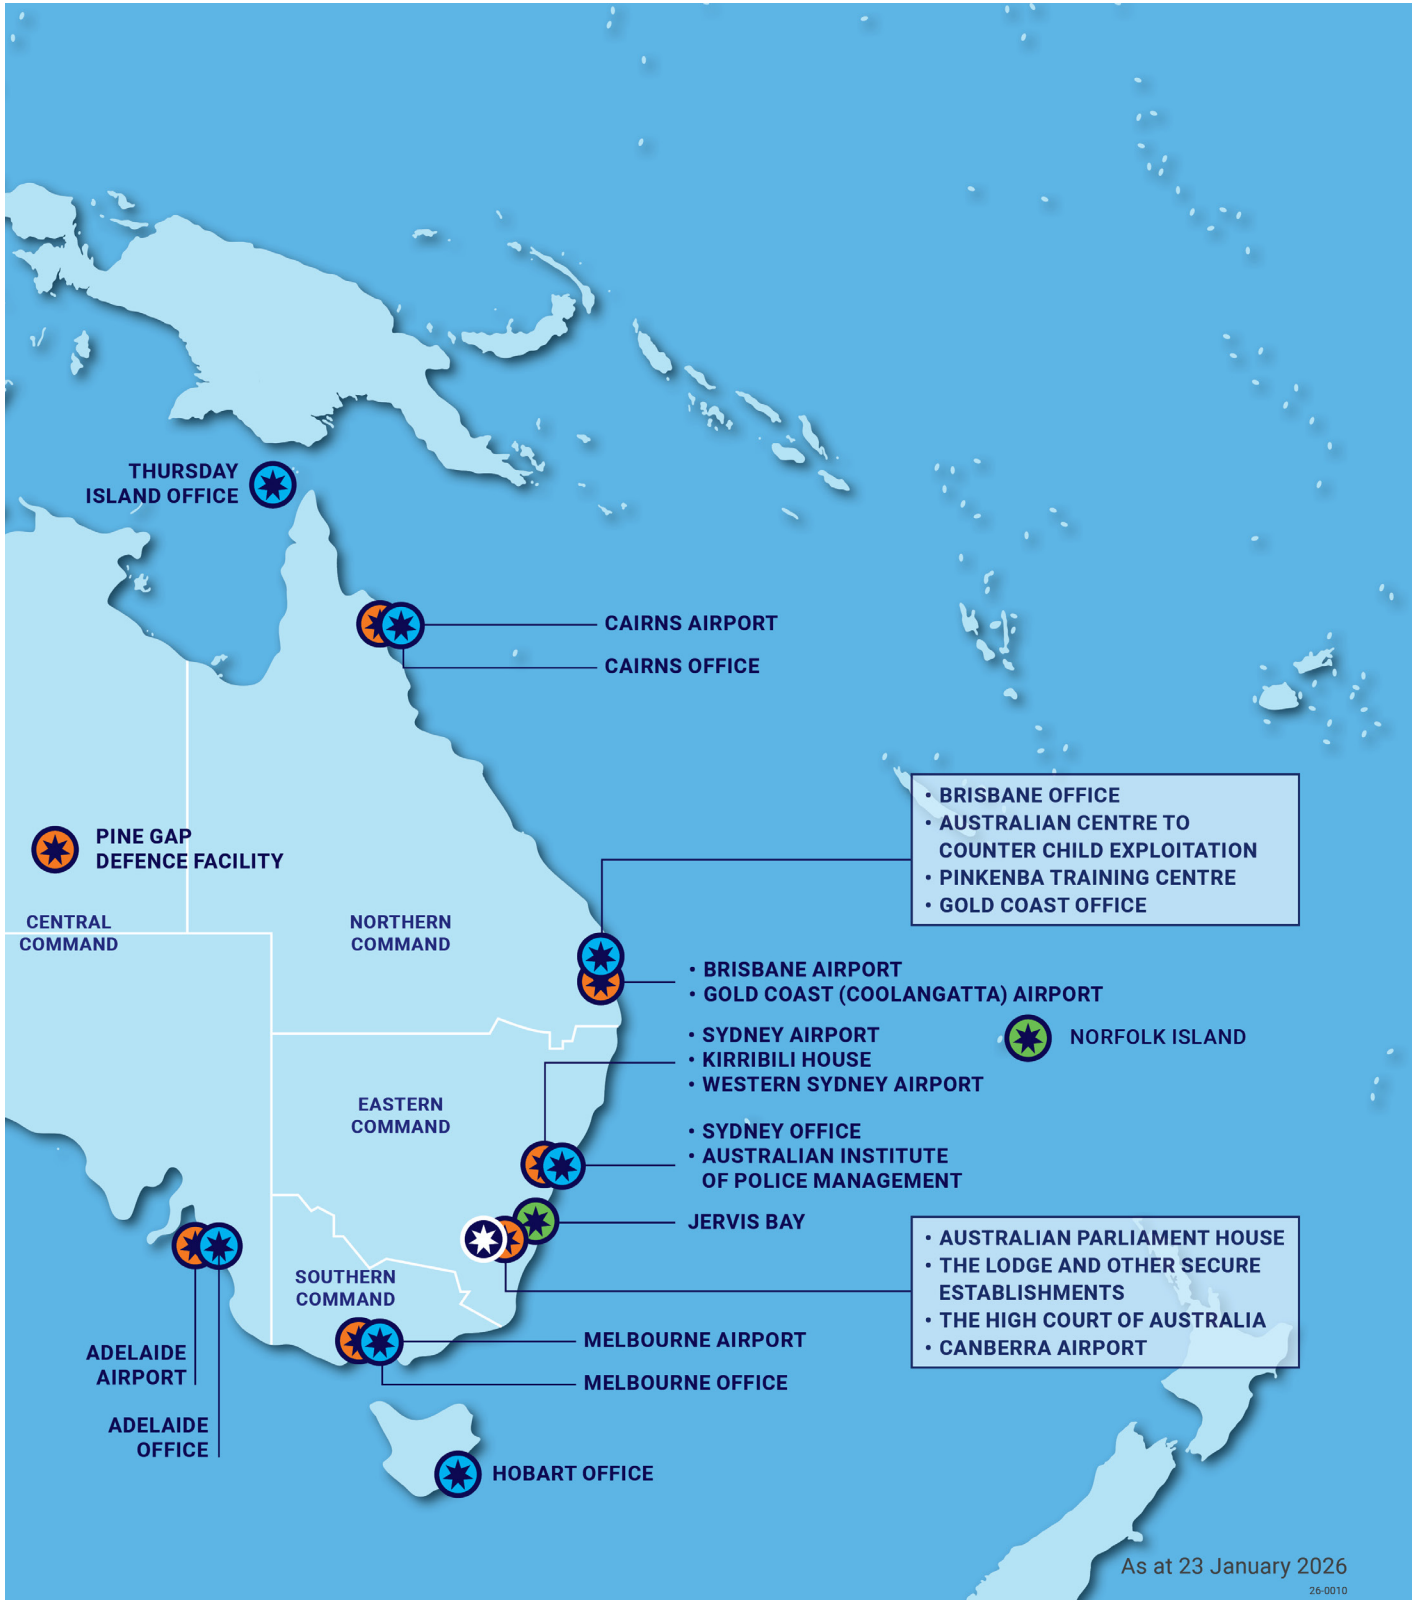 THURSDAY
ISLAND OFFICE
CAIRNS AIRPORT
CAIRNS OFFICE
PINE GAP
DEFENCE FACILITY
CENTRAL
COMMAND
NORTHERN
COMMAND
• BRISBANE OFFICE
• AUSTRALIAN CENTRE TO
COUNTER CHILD EXPLOITATION
• PINKENBA TRAINING CENTRE
• GOLD COAST OFFICE
• BRISBANE AIRPORT
• GOLD COAST (COOLANGATTA) AIRPORT
• SYDNEY AIRPORT
• KIRRIBILI HOUSE
• WESTERN SYDNEY AIRPORT
NORFOLK ISLAND
EASTERN
COMMAND
• SYDNEY OFFICE
• AUSTRALIAN INSTITUTE
OF POLICE MANAGEMENT
JERVIS BAY
• AUSTRALIAN PARLIAMENT HOUSE
• THE LODGE AND OTHER SECURE
ESTABLISHMENTS
• THE HIGH COURT OF AUSTRALIA
• CANBERRA AIRPORT
SOUTHERN
COMMAND
MELBOURNE AIRPORT
MELBOURNE OFFICE
ADELAIDE
AIRPORT
ADELAIDE
OFFICE
HOBART OFFICE
As at 23 January 2026
26-0010